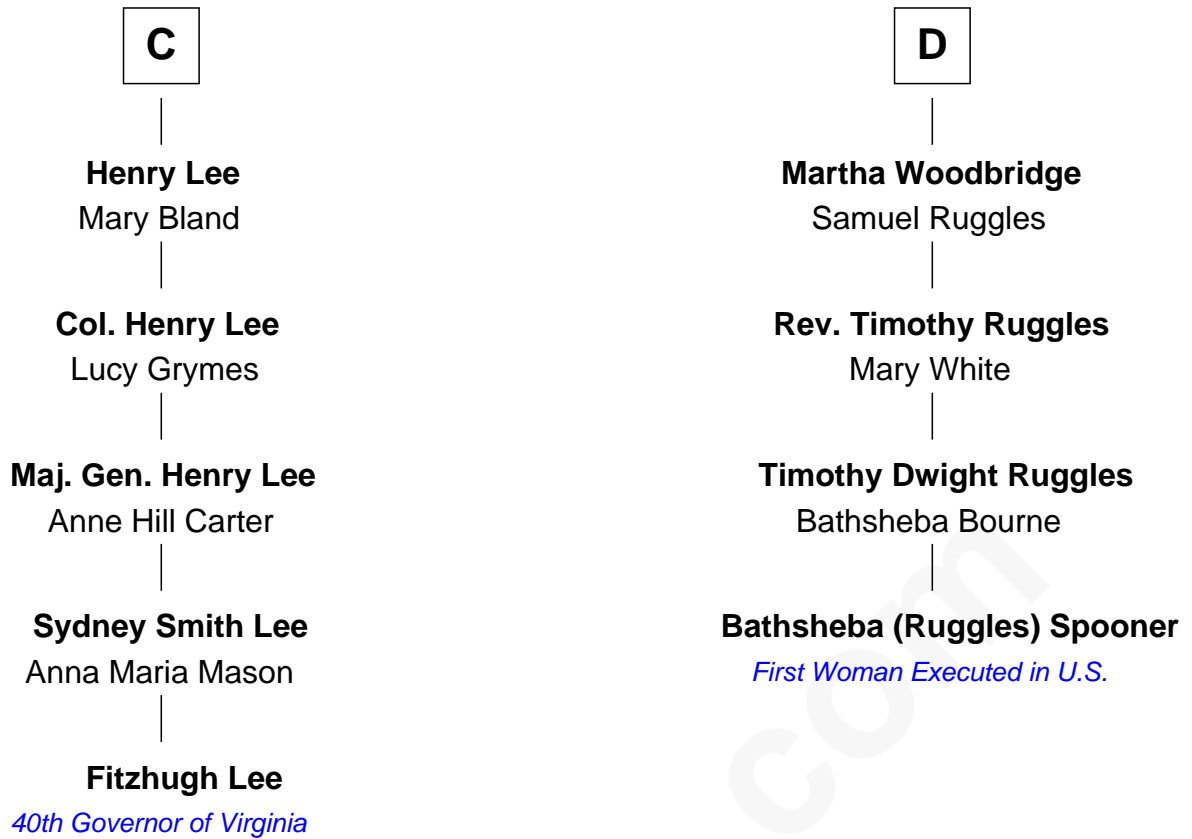 C
Henry Lee
Mary Bland
Col. Henry Lee
Lucy Grymes
Maj. Gen. Henry Lee
Anne Hill Carter
Sydney Smith Lee
Anna Maria Mason
Fitzhugh Lee
40th Governor of Virginia
D
Martha Woodbridge
Samuel Ruggles
Rev. Timothy Ruggles
Mary White
Timothy Dwight Ruggles
Bathsheba Bourne
Bathsheba (Ruggles) Spooner
First Woman Executed in U.S.
com